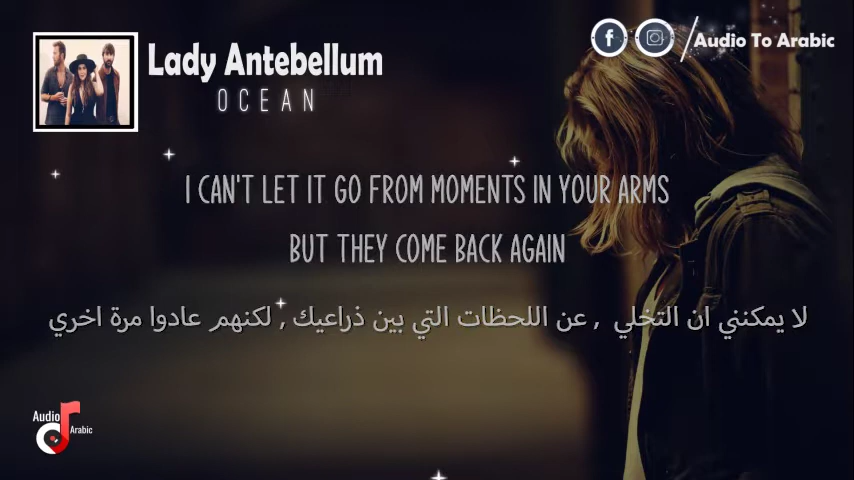 Lady Antebellum
OCEAN
Audio To Arabic
I CAN'T LET IT GO FROM MOMENTS IN YOUR ARMS
BUT THEY COME BACK AGAIN
لا يمكنني ان التخلي , عن اللحظات التي بين ذراعيك , لكنهم عادوا مرة اخري
Audio
Arabic